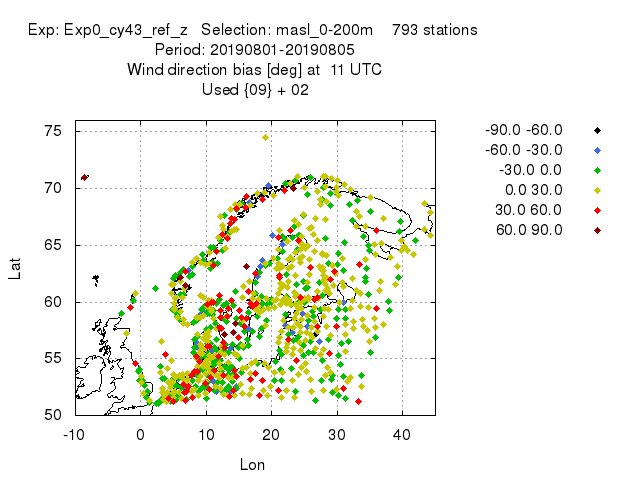 Exp: Exp0_cy43_ref_z   Selection: masl_0-200m    793 stations
Period: 20190801-20190805
Wind direction bias [deg] at  11 UTC
Used {09} + 02
-90.0 -60.0
-60.0 -30.0
-30.0 0.0
0.0 30.0
30.0 60.0
60.0 90.0
75
70
65
60
55
50
Lat
-10 0 10 20 30 40
Lon